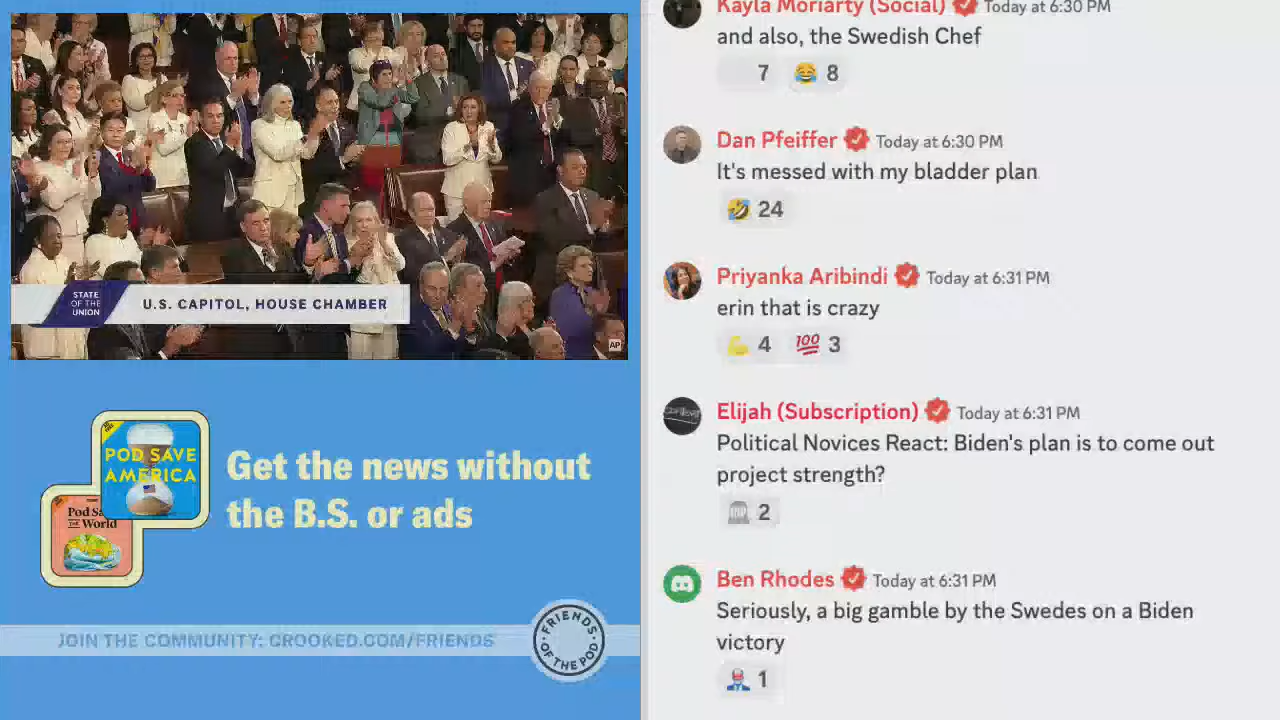 STATE
OF THE
UNION
U.S. CAPITOL, HOUSE CHAMBER
AP
POD SAVE
AMERICA
Pod Sa
THE World
Get the news without
the B.S. or ads
JOIN THE COMMUNITY: CROOKED.COM/FRIENDS
FRIENDS
OF THE POD
Kayla Moriarty (Social) Today at 6:30 PM
and also, the Swedish Chef
7 😂 8
Dan Pfeiffer Today at 6:30 PM
It's messed with my bladder plan
🤣 24
Priyanka Aribindi Today at 6:31 PM
erin that is crazy
💪 4 💯 3
Elijah (Subscription) Today at 6:31 PM
Political Novices React: Biden's plan is to come out
project strength?
RIP 2
Ben Rhodes Today at 6:31 PM
Seriously, a big gamble by the Swedes on a Biden
victory
1